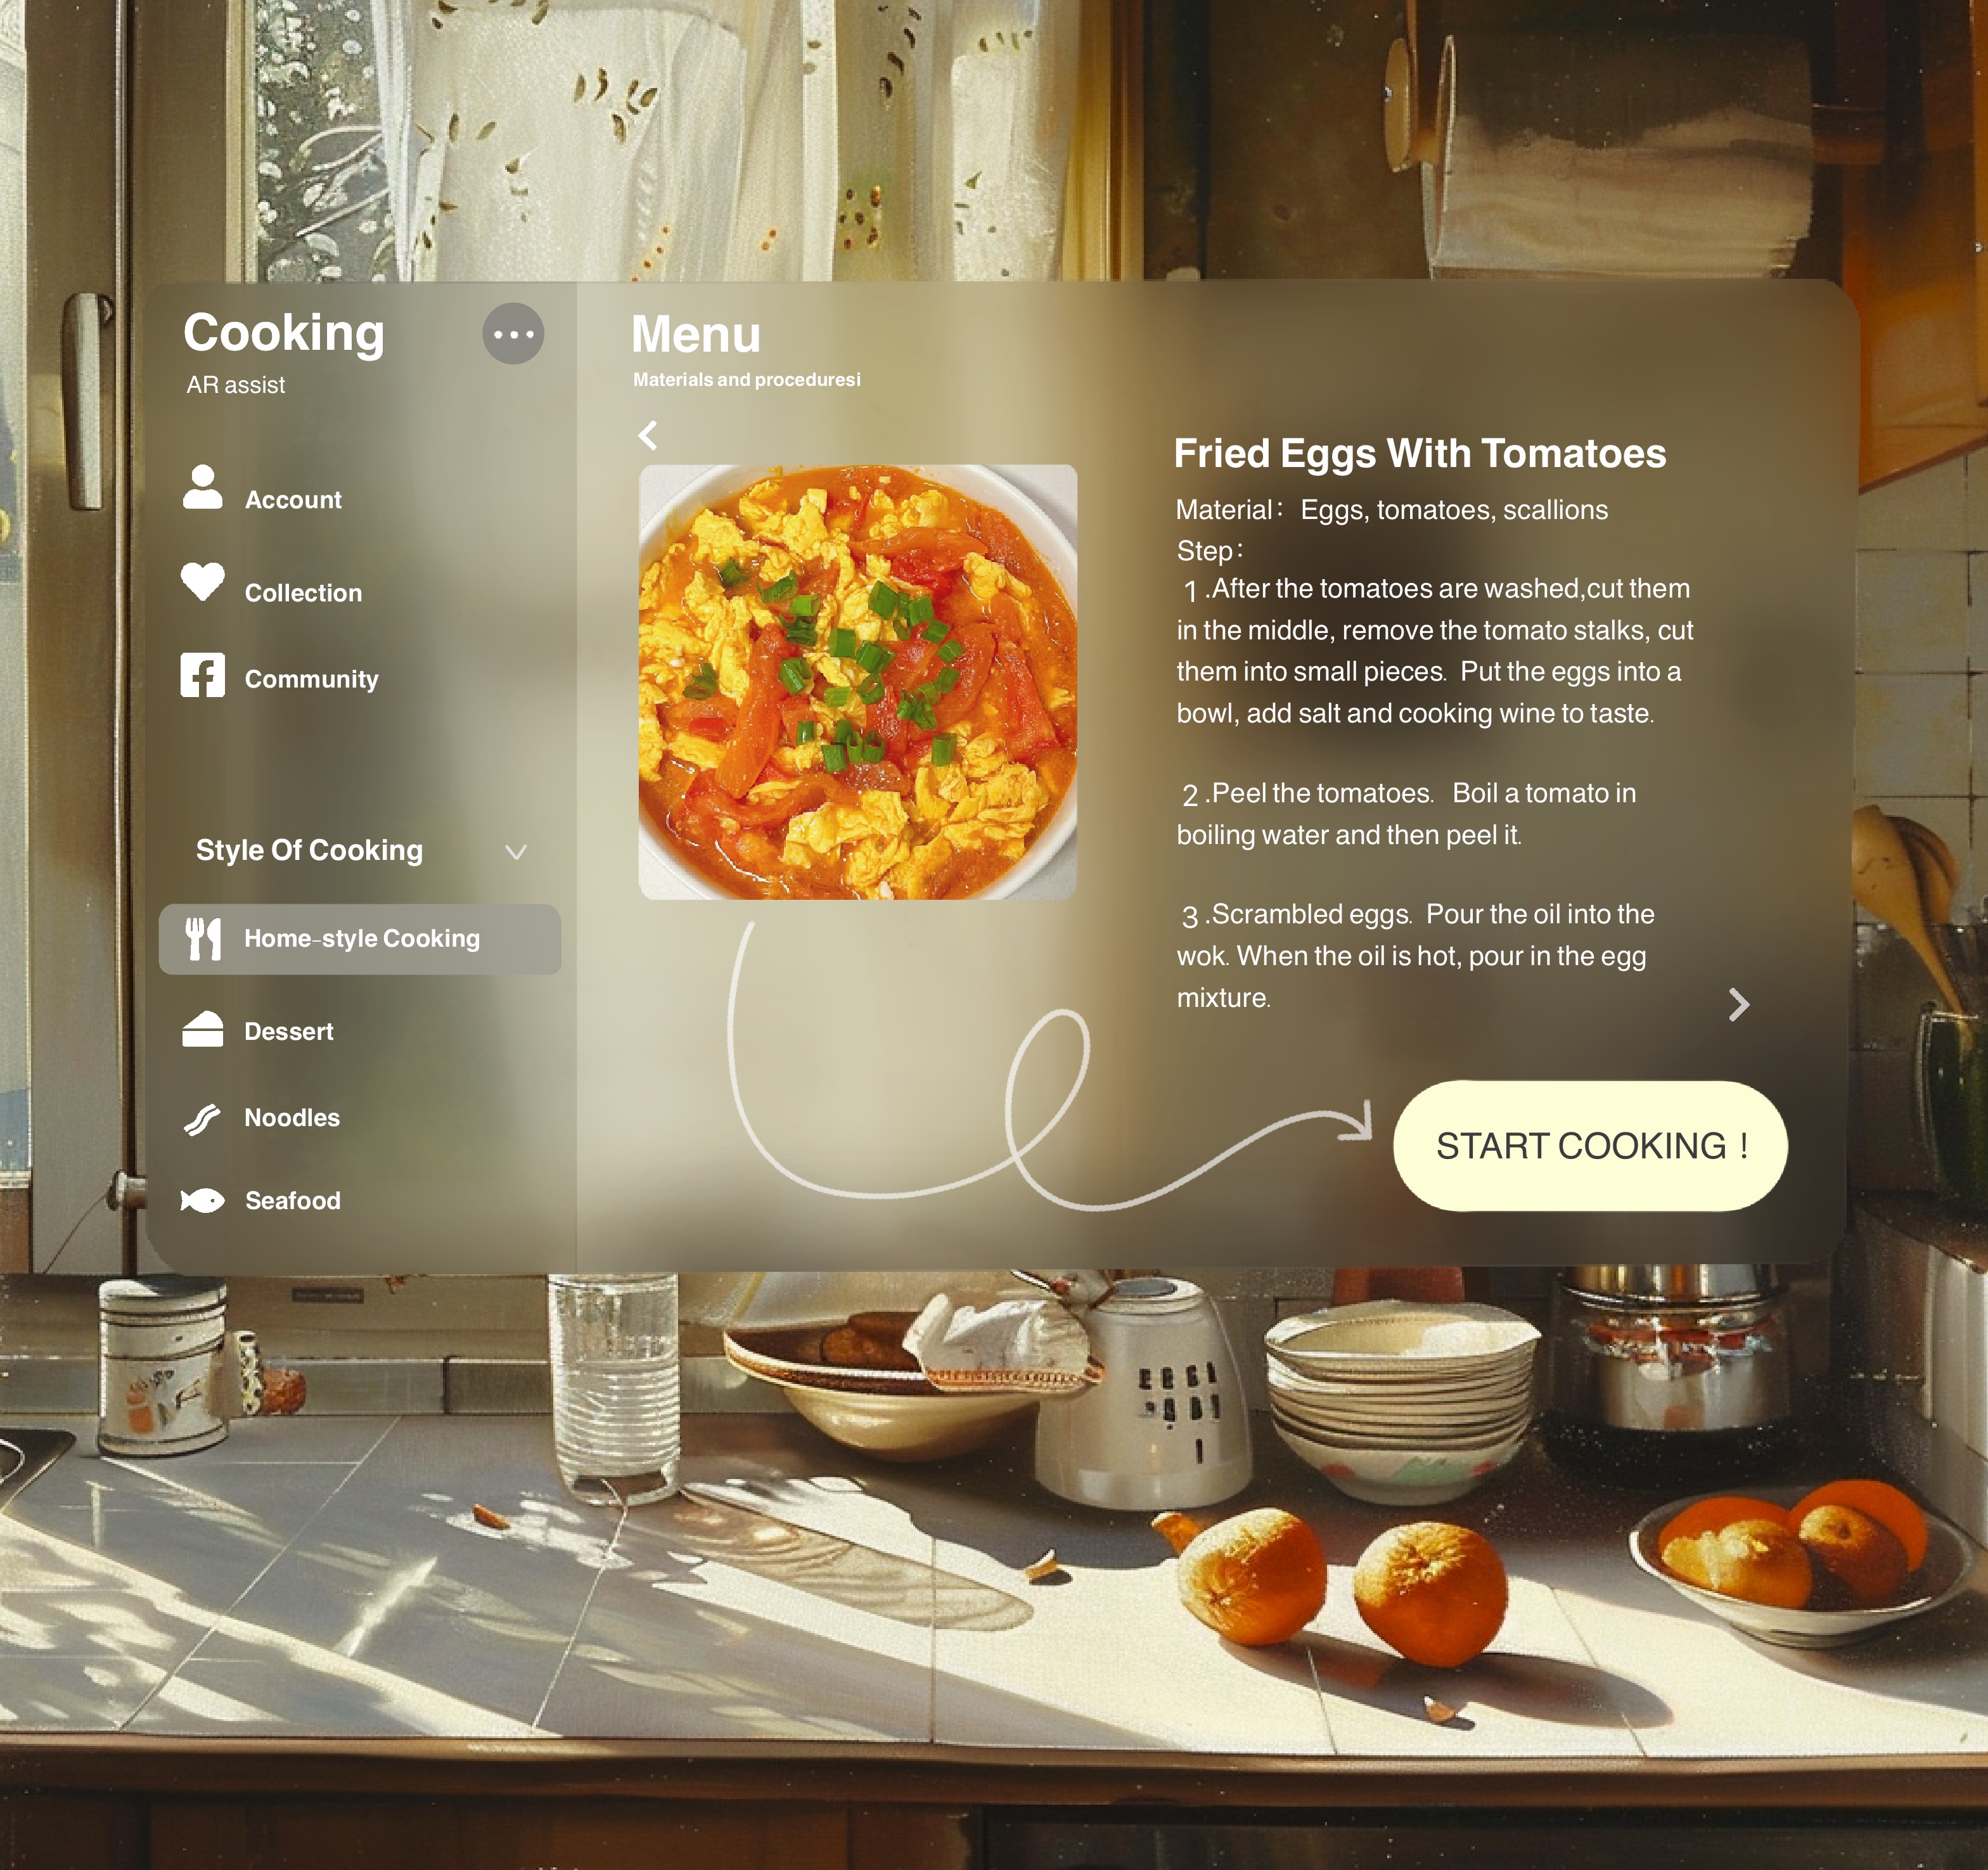 Cooking
AR assist
Account
Collection
Community
Style Of Cooking
Home-style Cooking
Dessert
Noodles
Seafood
Menu
Materials and proceduresi
Fried Eggs With Tomatoes
Material： Eggs, tomatoes, scallions
Step：
1.After the tomatoes are washed,cut them
in the middle, remove the tomato stalks, cut
them into small pieces. Put the eggs into a
bowl, add salt and cooking wine to taste.
2.Peel the tomatoes. Boil a tomato in
boiling water and then peel it.
3.Scrambled eggs. Pour the oil into the
wok. When the oil is hot, pour in the egg
mixture.
START COOKING !